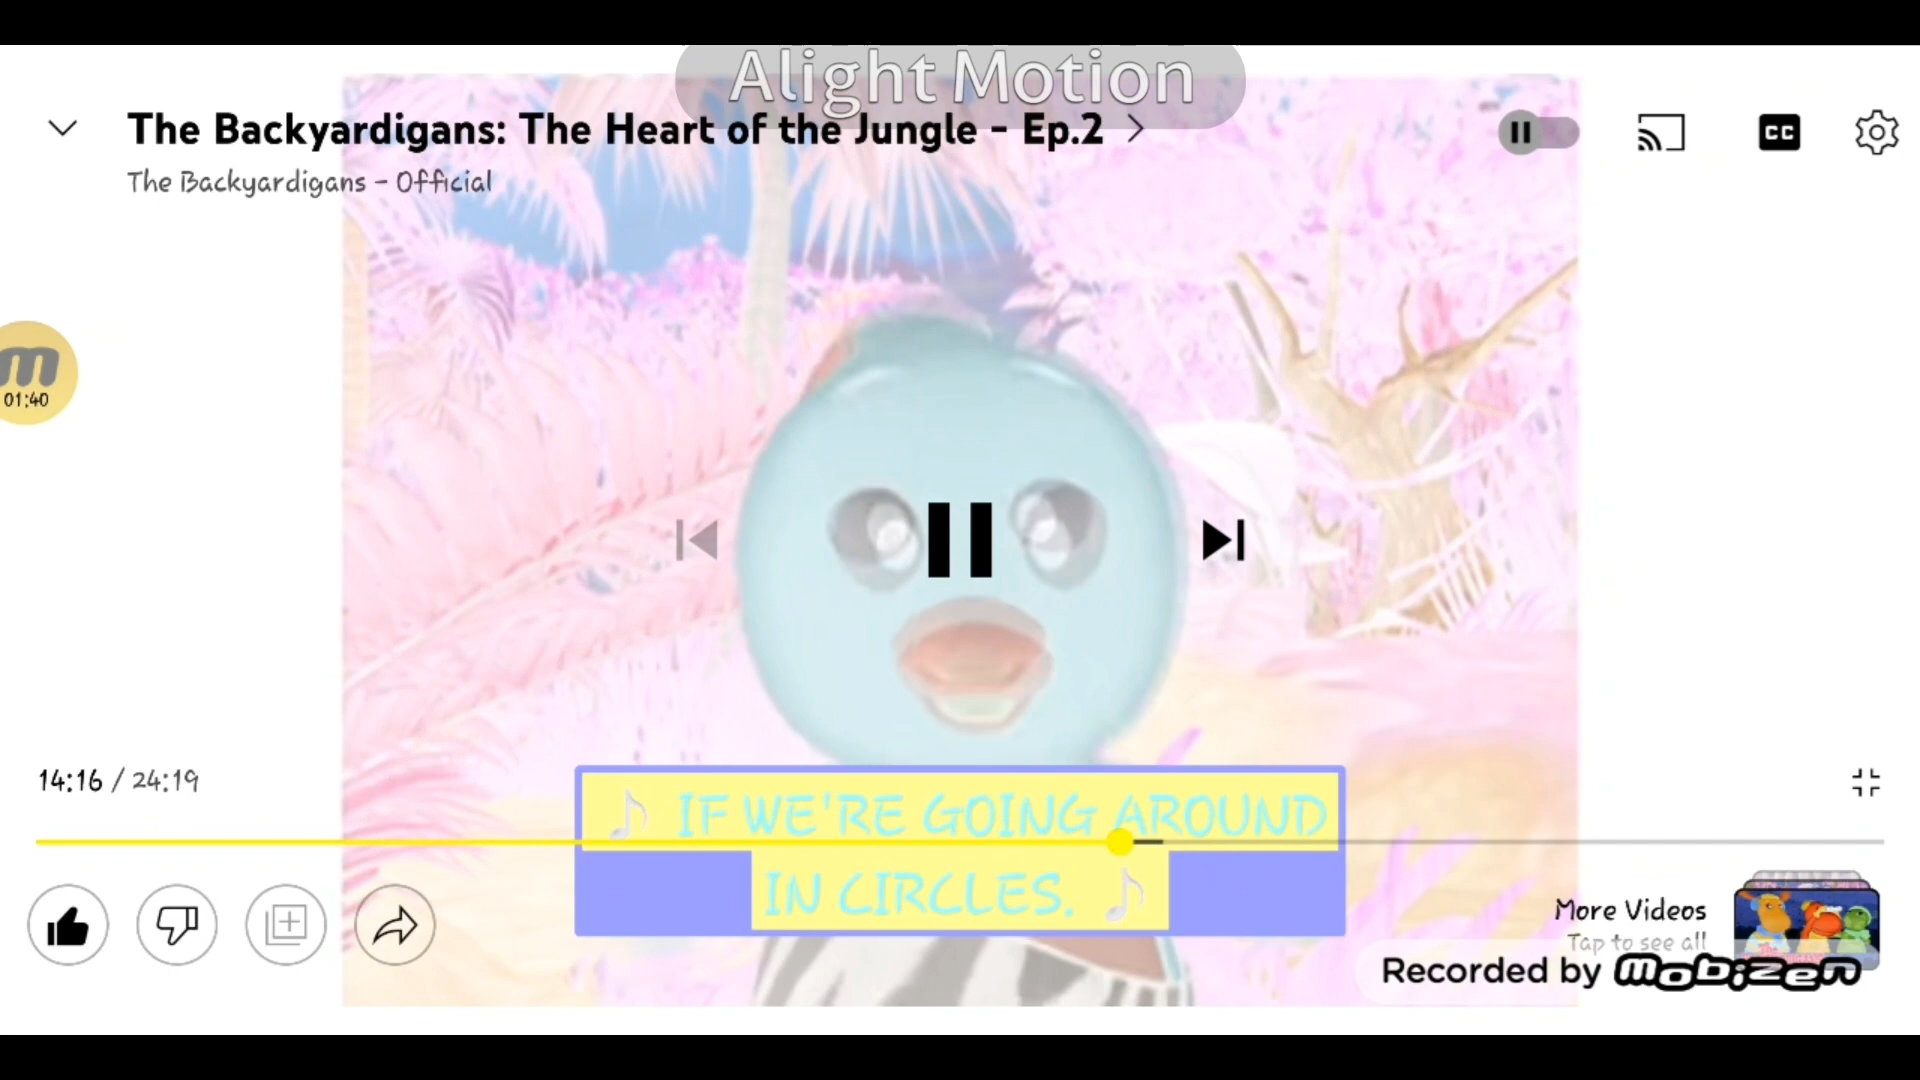 Alight Motion
The Backyardigans: The Heart of the Jungle - Ep.2
The Backyardigans - Official
CC
m
01:40
14:16 / 24:19
♪ IF WE'RE GOING AROUND
IN CIRCLES. ♪
More Videos
Tap to see all
Recorded by mobizen